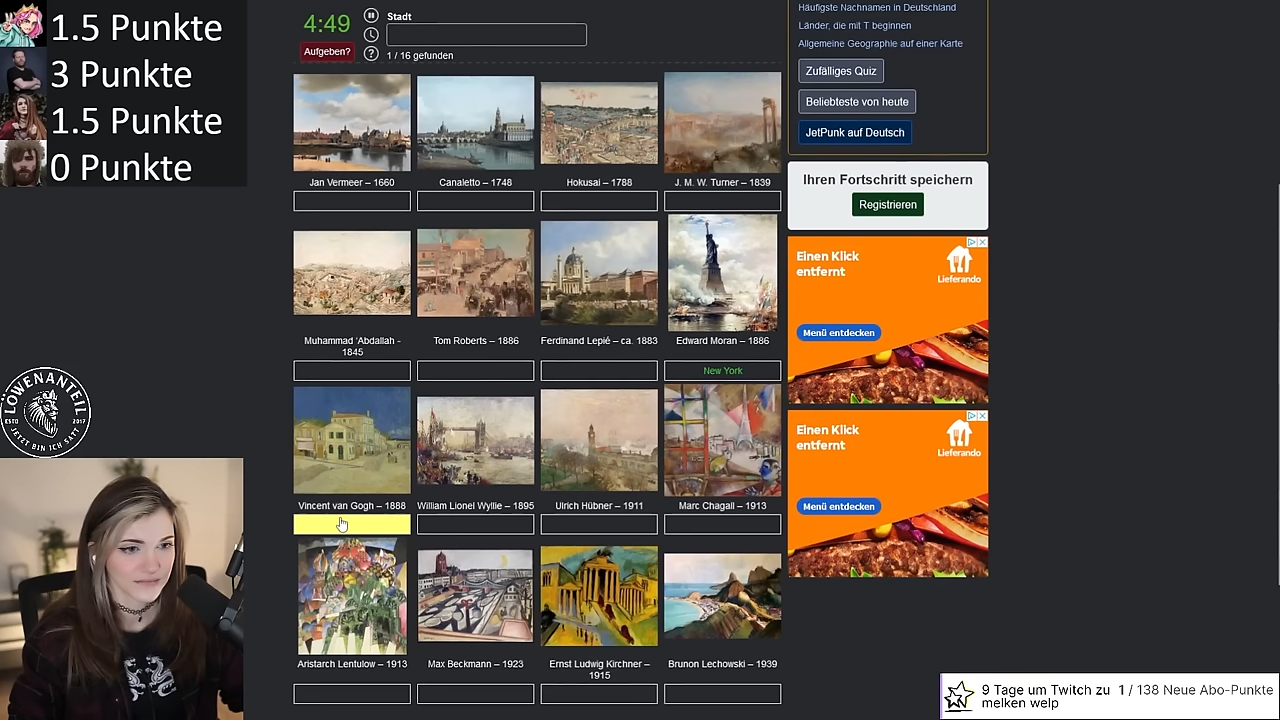 1.5 Punkte
3 Punkte
1.5 Punkte
0 Punkte
4:49
Aufgeben?
Stadt
1 / 16 gefunden
Jan Vermeer – 1660
Canaletto – 1748
Hokusai – 1788
J. M. W. Turner – 1839
Muhammad 'Abdallah -
1845
Tom Roberts – 1886
Ferdinand Lepié – ca. 1883
Edward Moran – 1886
New York
Vincent van Gogh – 1888
William Lionel Wyllie – 1895
Ulrich Hübner – 1911
Marc Chagall – 1913
Aristarch Lentulow – 1913
Max Beckmann – 1923
Ernst Ludwig Kirchner –
1915
Brunon Lechowski – 1939
Häufigste Nachnamen in Deutschland
Länder, die mit T beginnen
Allgemeine Geographie auf einer Karte
Zufälliges Quiz
Beliebteste von heute
JetPunk auf Deutsch
Ihren Fortschritt speichern
Registrieren
Einen Klick
entfernt
Lieferando
Menü entdecken
Einen Klick
entfernt
Lieferando
Menü entdecken
LÖWENANTEIL
ESTD 2017
JETZT BIN ICH SATT
9 Tage um Twitch zu 1 / 138 Neue Abo-Punkte
melken welp